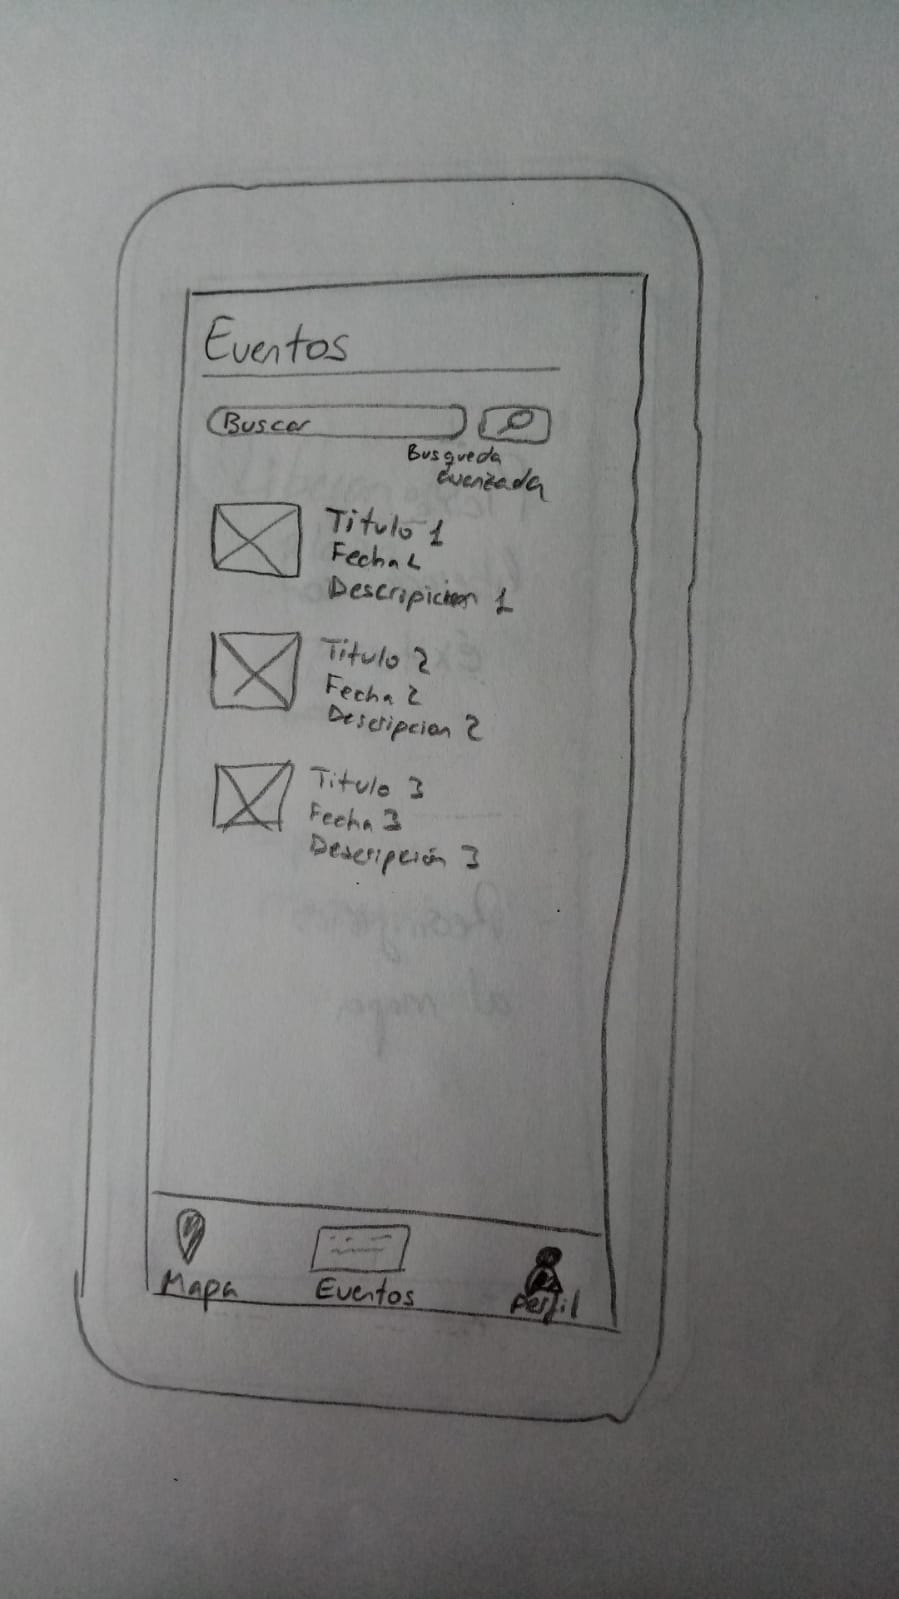 Eventos
Buscar
Busqueda
avanzada
Titulo 1
Fecha 1
Descripicion 1
Titulo 2
Fecha 2
Descripcion 2
Titulo 3
Fecha 3
Descripción 3
Mapa
Eventos
Perfil